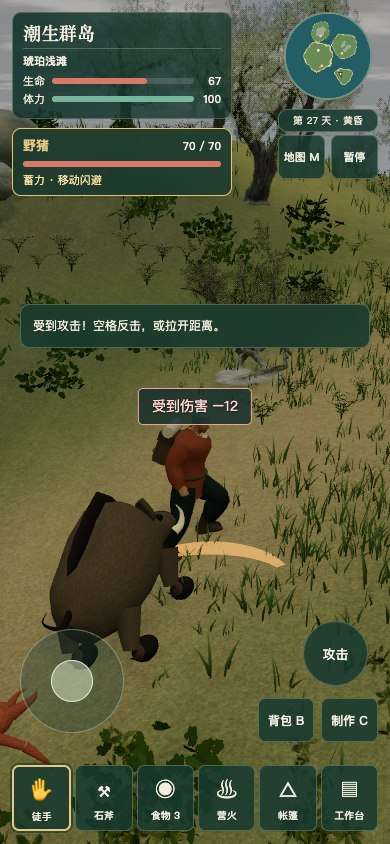 潮生群岛
琥珀浅滩
生命 67
体力 100
野猪 70 / 70
蓄力 · 移动闪避
第 27 天 · 黄昏
地图 M 暂停
受到攻击！空格反击，或拉开距离。
受到伤害 −12
攻击
背包 B 制作 C
徒手 石斧 食物 3 营火 帐篷 工作台